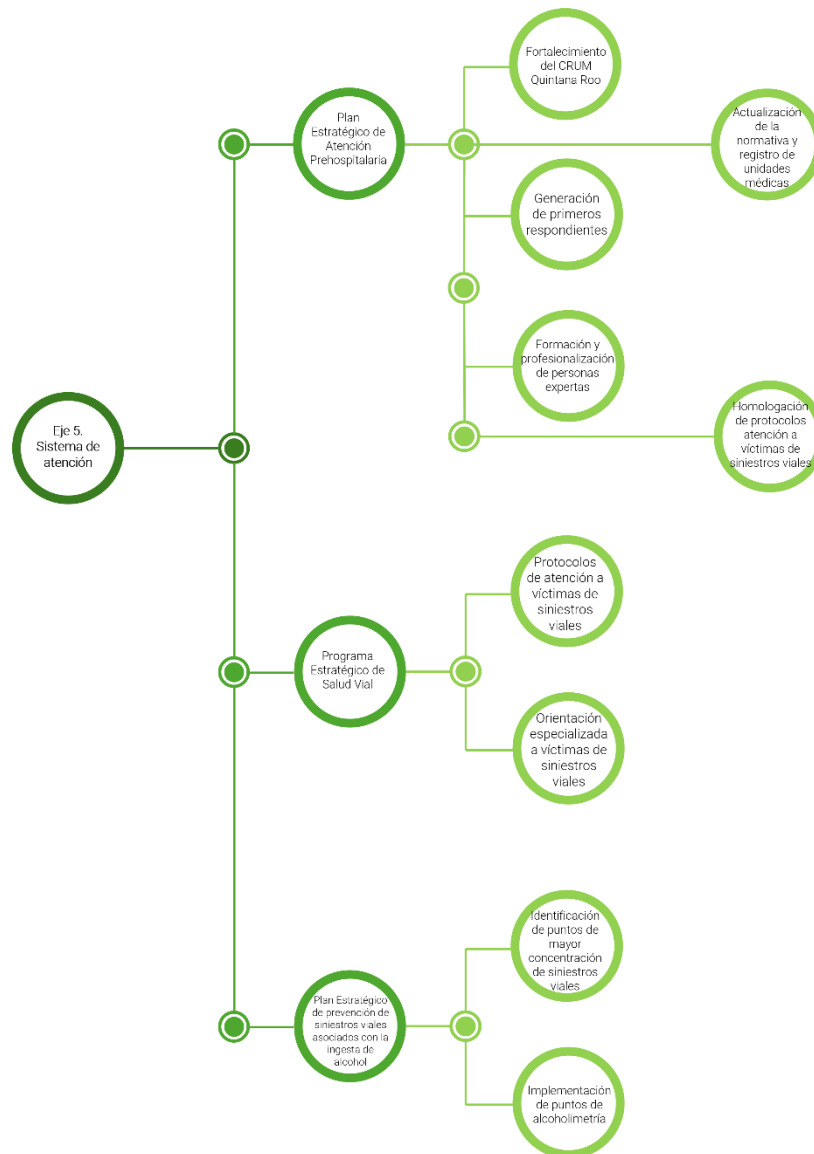 Fortalecimiento
del CRUM
Quintana Roo
Plan
Estratégico de
Atención
Prehospitalaria
Actualización
de la
normativa y
registro de
unidades
médicas
Generación
de primeros
respondientes
Formación y
profesionalización
de personas
expertas
Eje 5.
Sistema de
atención
Homologación
de protocolos
atención a
víctimas de
siniestros viales
Protocolos
de atención a
víctimas de
siniestros
viales
Programa
Estratégico de
Salud Vial
Orientación
especializada
a víctimas de
siniestros
viales
Identificación
de puntos de
mayor
concentración
de siniestros
viales
Plan Estratégico
de prevención de
siniestros viales
asociados con la
ingesta de
alcohol
Implementación
de puntos de
alcoholimetría